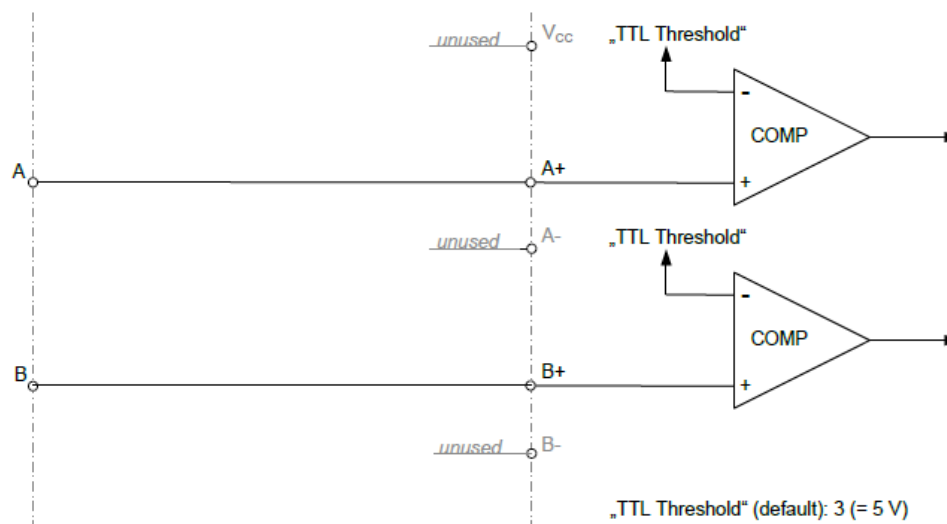 unused
Vcc
„TTL Threshold“
-
COMP
A
A+
+
unused
A-
„TTL Threshold“
-
COMP
B
B+
+
unused
B-
„TTL Threshold“ (default): 3 (= 5 V)